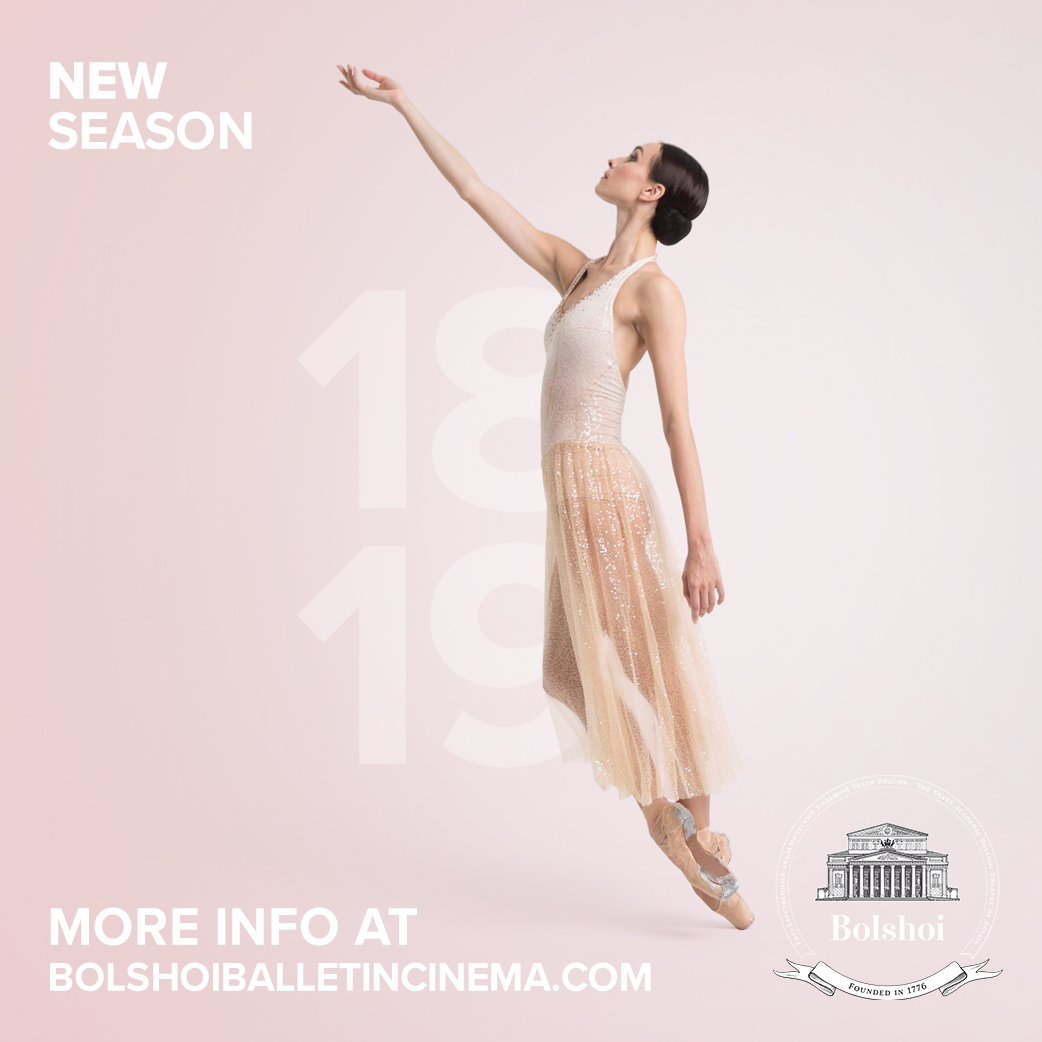 NEW
SEASON
18
19
MORE INFO AT
BOLSHOIBALLETINCINEMA.COM
Bolshoi
FOUNDED IN 1776